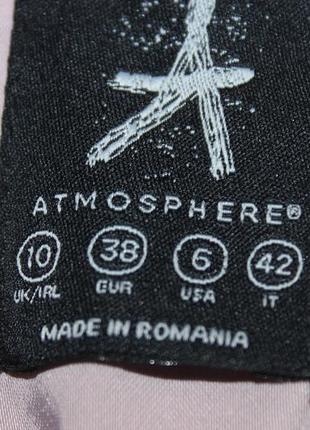 ATMOSPHERE®
10 38 6 42
UK/IRL EUR USA IT
MADE IN ROMANIA